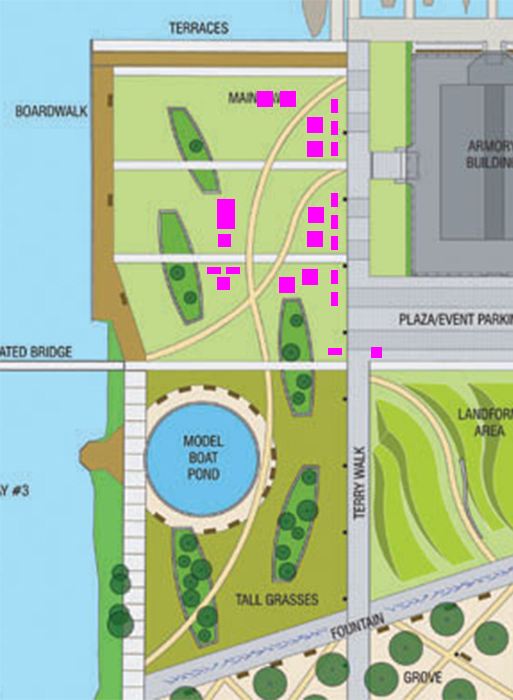 TERRACES
BOARDWALK
MAIN
ARMORY
BUILDING
PLAZA/EVENT PARKIN
ATED BRIDGE
LANDFORM
AREA
MODEL
BOAT
POND
TERRY WALK
Y #3
TALL GRASSES
FOUNTAIN
GROVE